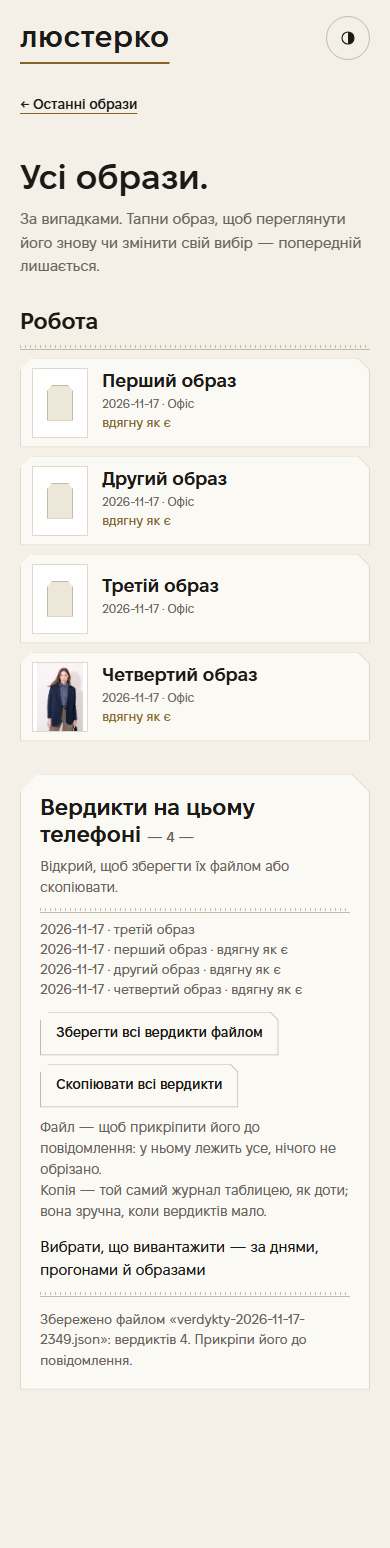 люстерко
← Останні образи
Усі образи.
За випадками. Тапни образ, щоб переглянути
його знову чи змінити свій вибір — попередній
лишається.
Робота
Перший образ
2026-11-17 · Офіс
вдягну як є
Другий образ
2026-11-17 · Офіс
вдягну як є
Третій образ
2026-11-17 · Офіс
Четвертий образ
2026-11-17 · Офіс
вдягну як є
Вердикти на цьому
телефоні — 4 —
Відкрий, щоб зберегти їх файлом або
скопіювати.
2026-11-17 · третій образ
2026-11-17 · перший образ · вдягну як є
2026-11-17 · другий образ · вдягну як є
2026-11-17 · четвертий образ · вдягну як є
Зберегти всі вердикти файлом
Скопіювати всі вердикти
Файл — щоб прикріпити його до
повідомлення: у ньому лежить усе, нічого не
обрізано.
Копія — той самий журнал таблицею, як доти;
вона зручна, коли вердиктів мало.
Вибрати, що вивантажити — за днями,
прогонами й образами
Збережено файлом «verdykty-2026-11-17-
2349.json»: вердиктів 4. Прикріпи його до
повідомлення.